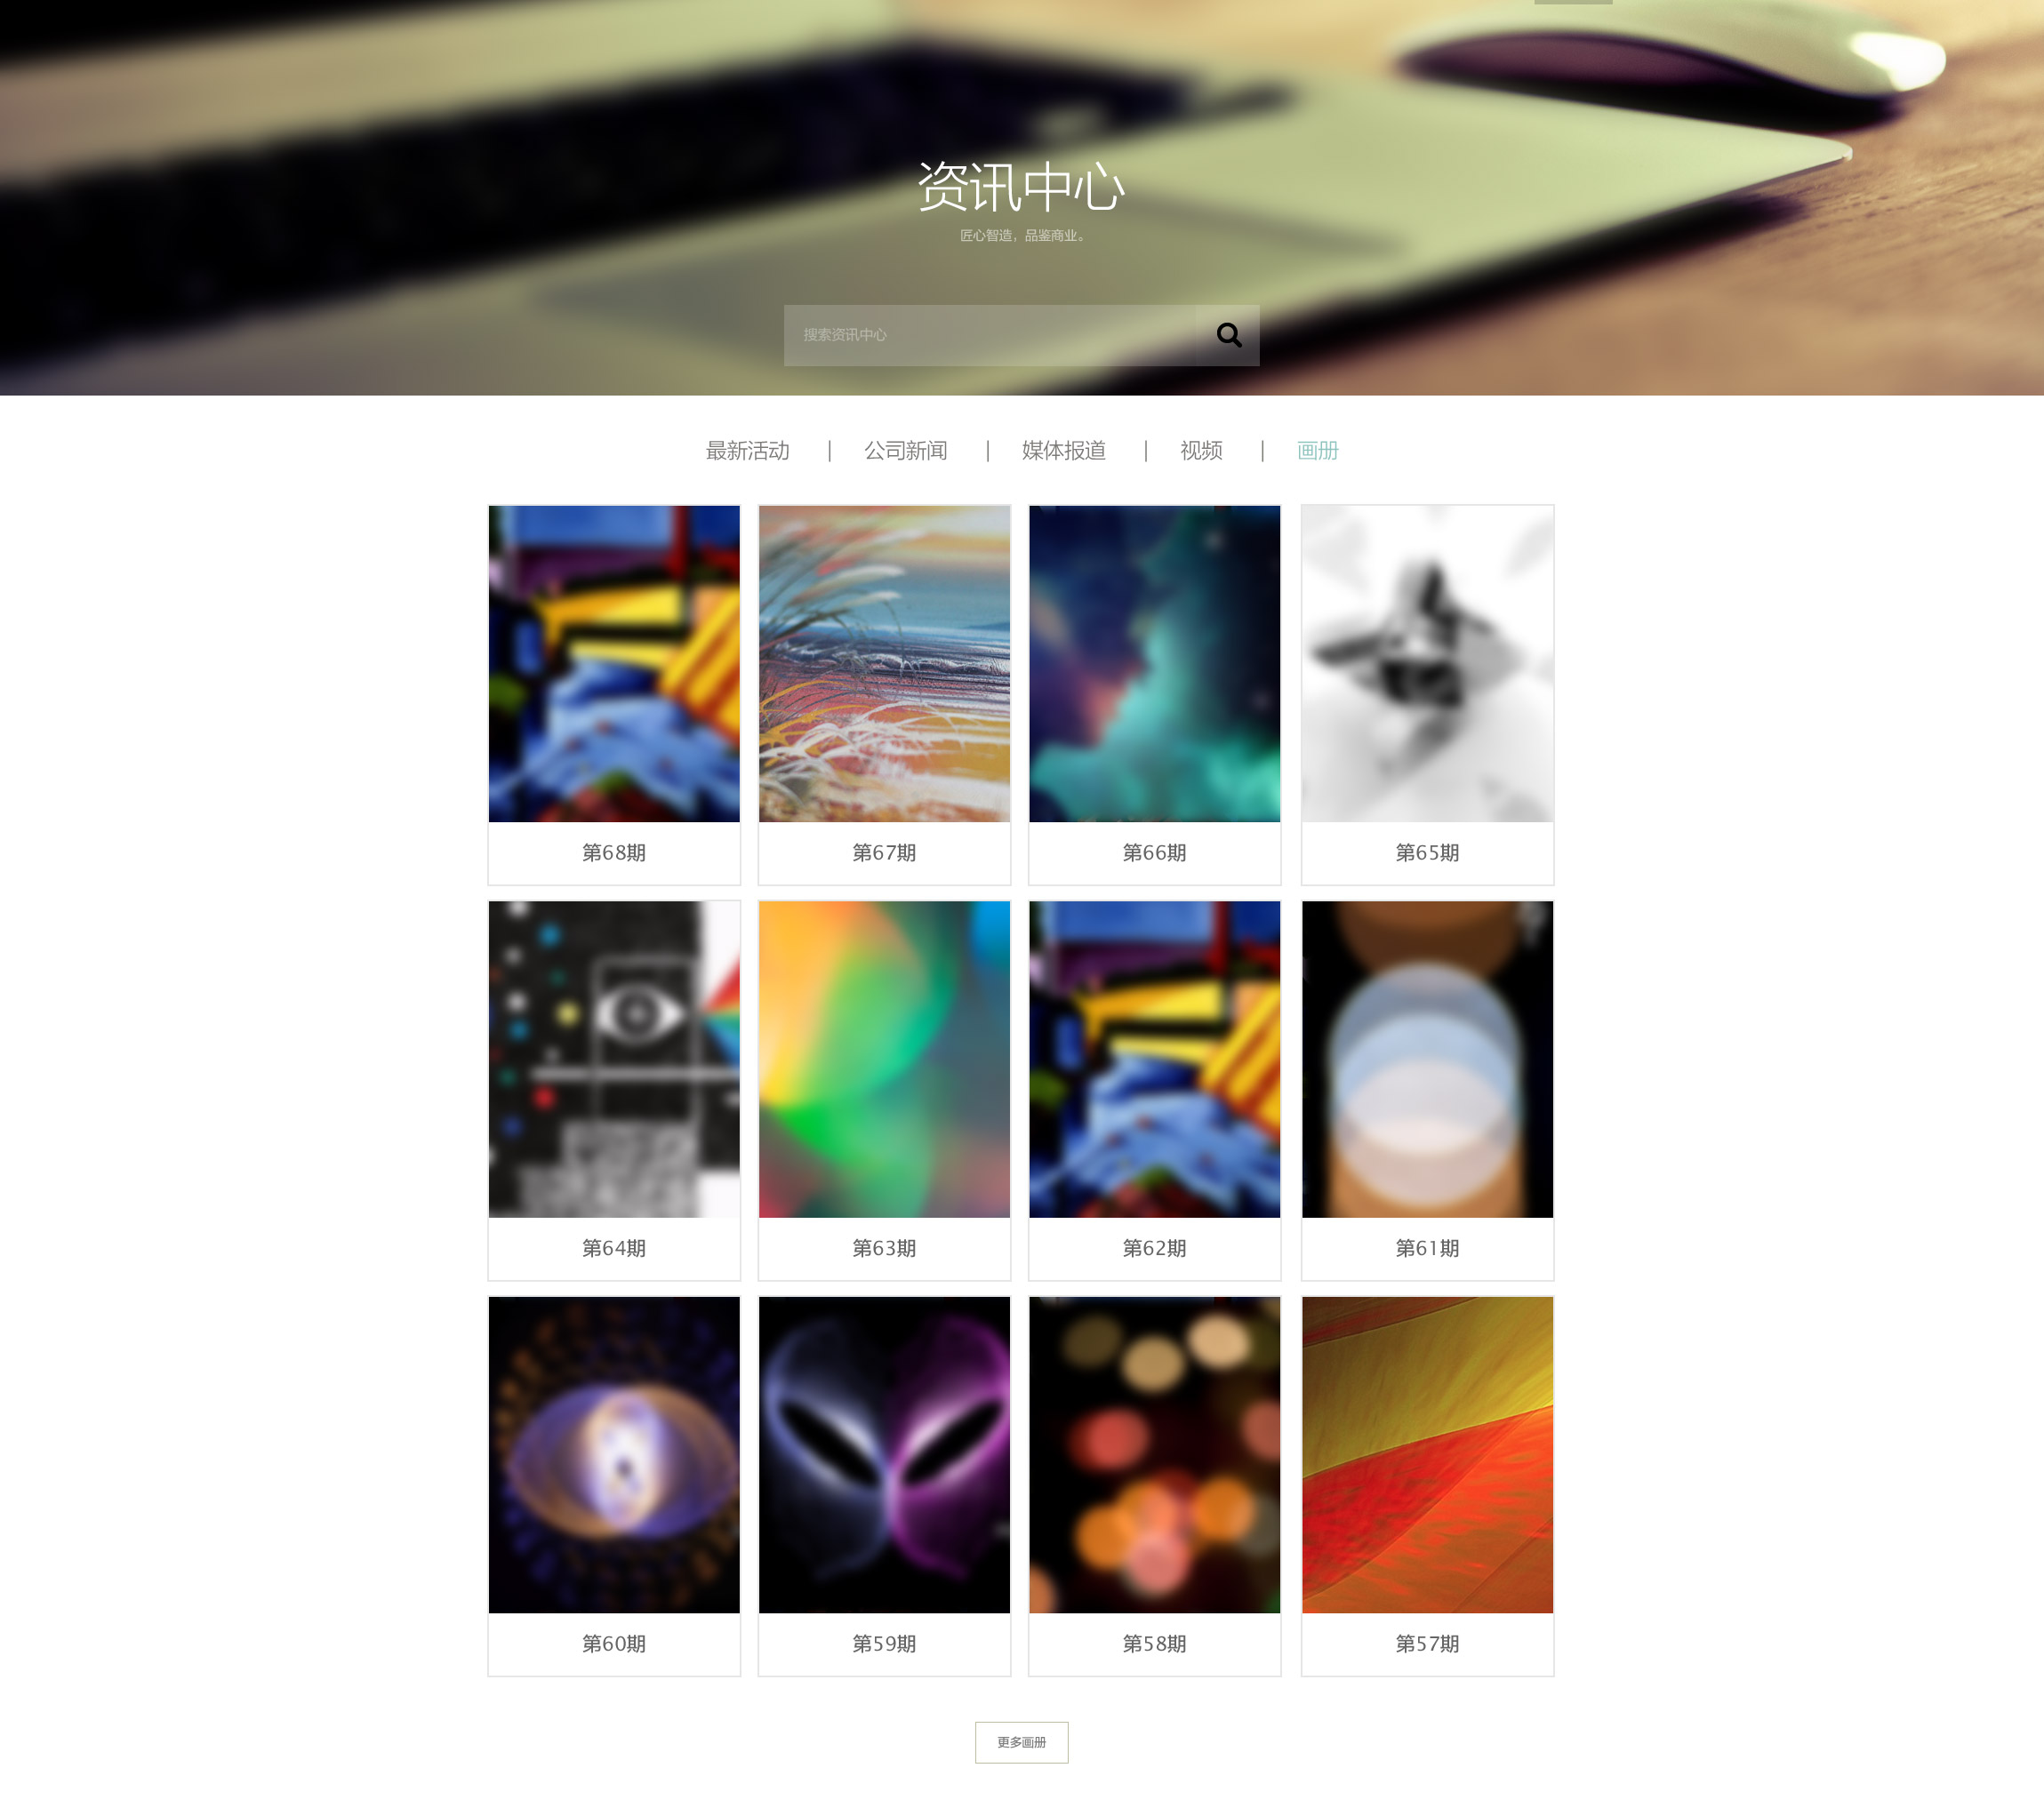 资讯中心
匠心智造，品鉴商业。
搜索资讯中心
最新活动 | 公司新闻 | 媒体报道 | 视频 | 画册
第68期 第67期 第66期 第65期
第64期 第63期 第62期 第61期
第60期 第59期 第58期 第57期
更多画册